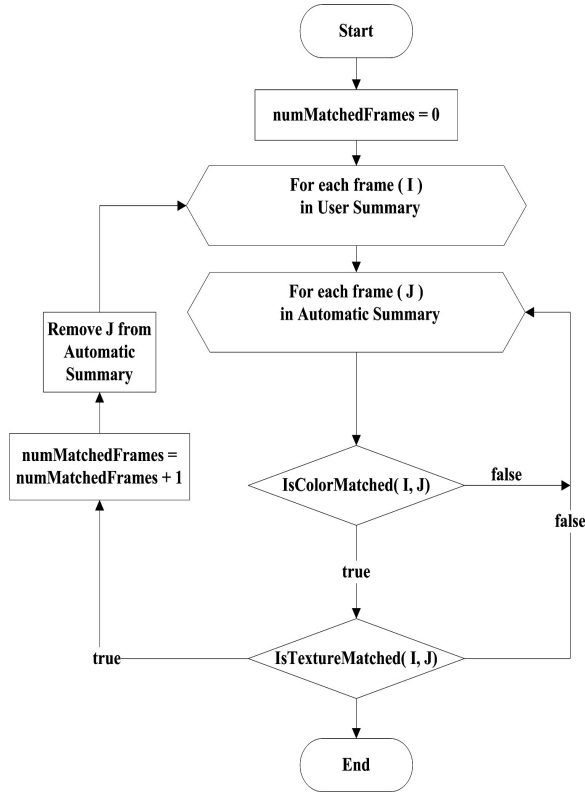 Start
numMatchedFrames = 0
For each frame ( I )
in User Summary
For each frame ( J )
in Automatic Summary
Remove J from
Automatic
Summary
numMatchedFrames =
numMatchedFrames + 1
IsColorMatched( I, J)
false
false
true
IsTextureMatched( I, J)
true
End